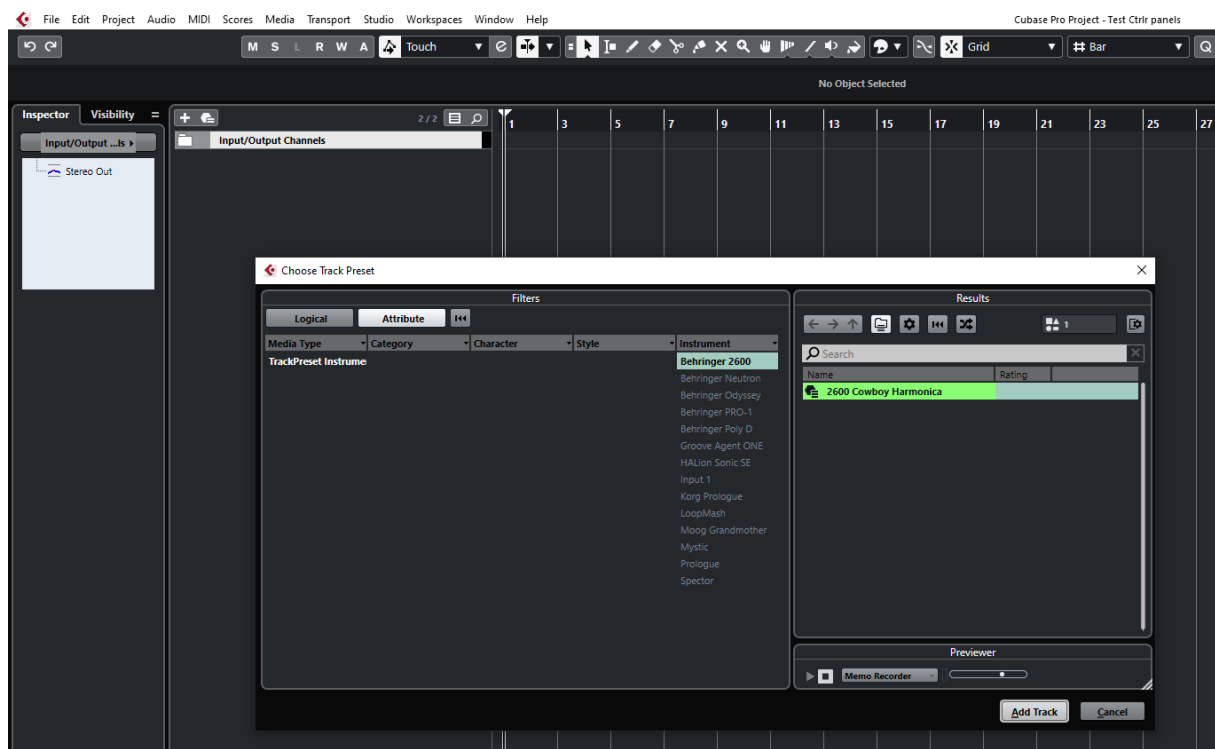 File Edit Project Audio MIDI Scores Media Transport Studio Workspaces Window Help
Cubase Pro Project - Test Ctrlr panels
M S L R W A Touch Grid Bar Q
No Object Selected
Inspector Visibility
2 / 2
1 3 5 7 9 11 13 15 17 19 21 23 25 27
Input/Output ...ls
Input/Output Channels
Stereo Out
Choose Track Preset
Filters
Logical Attribute
Media Type Category Character Style Instrument
TrackPreset Instrume
Behringer 2600
Behringer Neutron
Behringer Odyssey
Behringer PRO-1
Behringer Poly D
Groove Agent ONE
HALion Sonic SE
Input 1
Korg Prologue
LoopMash
Moog Grandmother
Mystic
Prologue
Spector
Results
1
Search
Name Rating
2600 Cowboy Harmonica
Previewer
Memo Recorder
Add Track Cancel